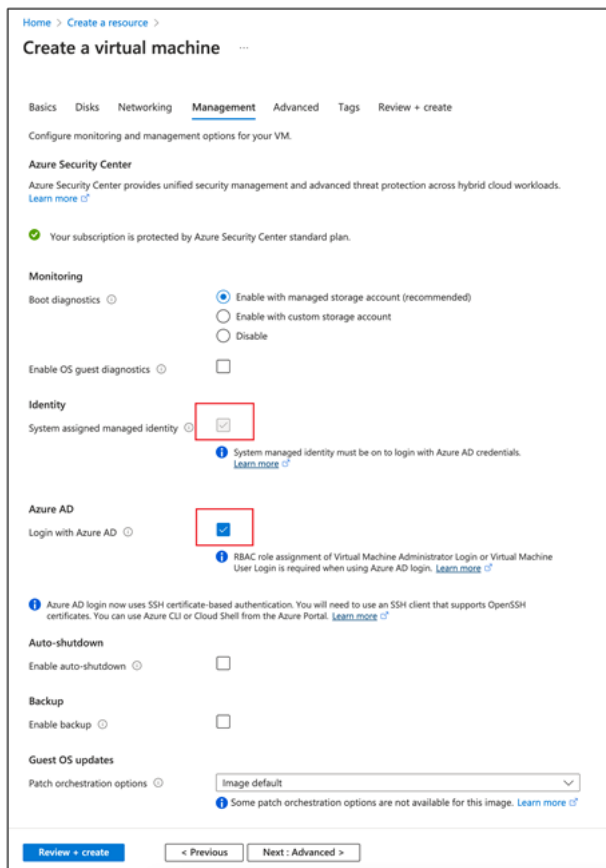 Home > Create a resource >
Create a virtual machine ...
Basics Disks Networking Management Advanced Tags Review + create
Configure monitoring and management options for your VM.
Azure Security Center
Azure Security Center provides unified security management and advanced threat protection across hybrid cloud workloads.
Learn more
Your subscription is protected by Azure Security Center standard plan.
Monitoring
Boot diagnostics
Enable with managed storage account (recommended)
Enable with custom storage account
Disable
Enable OS guest diagnostics
Identity
System assigned managed identity
System managed identity must be on to login with Azure AD credentials.
Learn more
Azure AD
Login with Azure AD
RBAC role assignment of Virtual Machine Administrator Login or Virtual Machine
User Login is required when using Azure AD login. Learn more
Azure AD login now uses SSH certificate-based authentication. You will need to use an SSH client that supports OpenSSH
certificates. You can use Azure CLI or Cloud Shell from the Azure Portal. Learn more
Auto-shutdown
Enable auto-shutdown
Backup
Enable backup
Guest OS updates
Patch orchestration options
Image default
Some patch orchestration options are not available for this image. Learn more
Review + create
< Previous
Next : Advanced >